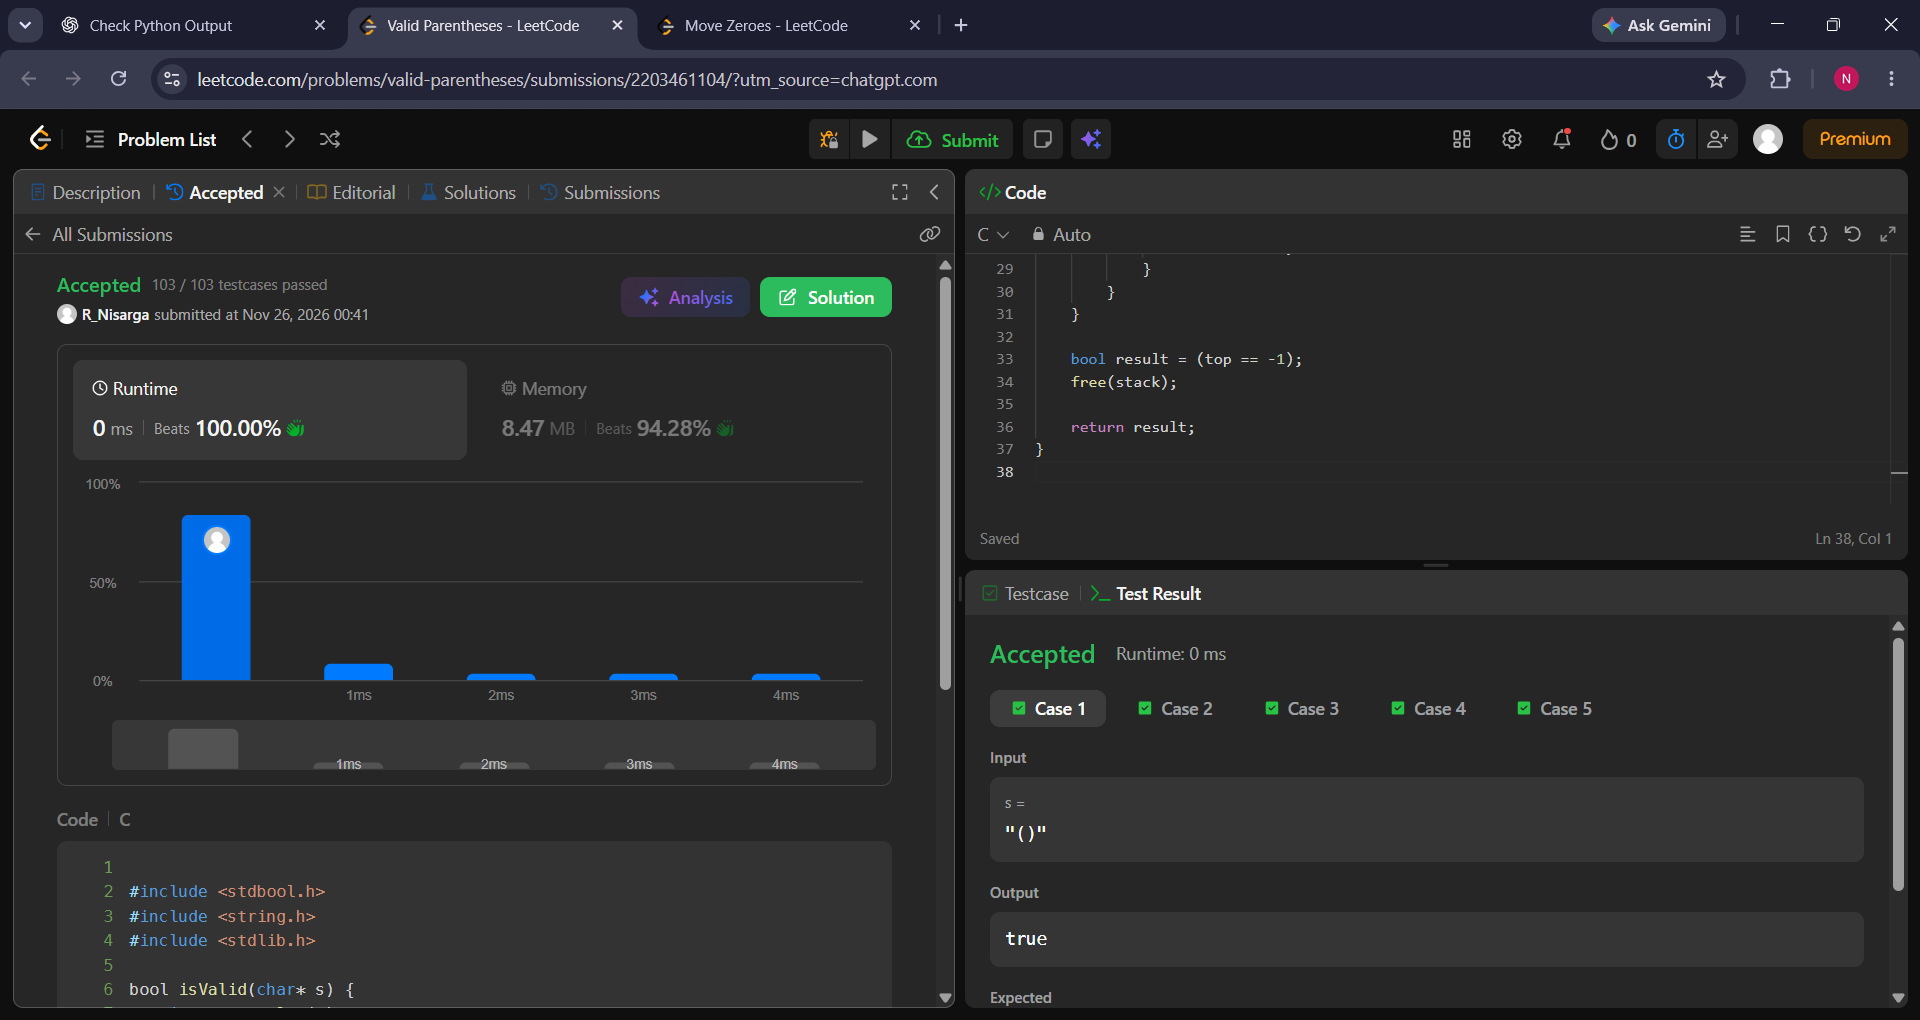 Check Python Output
Valid Parentheses - LeetCode
Move Zeroes - LeetCode
Ask Gemini
leetcode.com/problems/valid-parentheses/submissions/2203461104/?utm_source=chatgpt.com
N
Problem List
Submit
0
Premium
Description
Accepted
Editorial
Solutions
Submissions
All Submissions
Accepted 103 / 103 testcases passed
R_Nisarga submitted at Nov 26, 2026 00:41
Analysis
Solution
Runtime
0 ms Beats 100.00%
Memory
8.47 MB Beats 94.28%
100%
50%
0%
1ms
2ms
3ms
4ms
1ms
2ms
3ms
4ms
Code C
1
2 #include <stdbool.h>
3 #include <string.h>
4 #include <stdlib.h>
5
6 bool isValid(char* s) {
</> Code
C
Auto
29 }
30 }
31 }
32
33 bool result = (top == -1);
34 free(stack);
35
36 return result;
37 }
38
Saved
Ln 38, Col 1
Testcase
>_ Test Result
Accepted Runtime: 0 ms
Case 1
Case 2
Case 3
Case 4
Case 5
Input
s =
"()"
Output
true
Expected